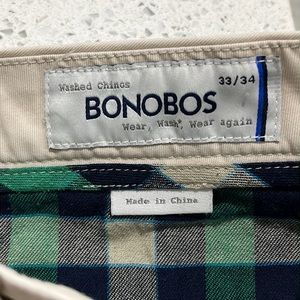 Washed Chinos 33/34
BONOBOS
Wear, Wash, Wear again
Made in China